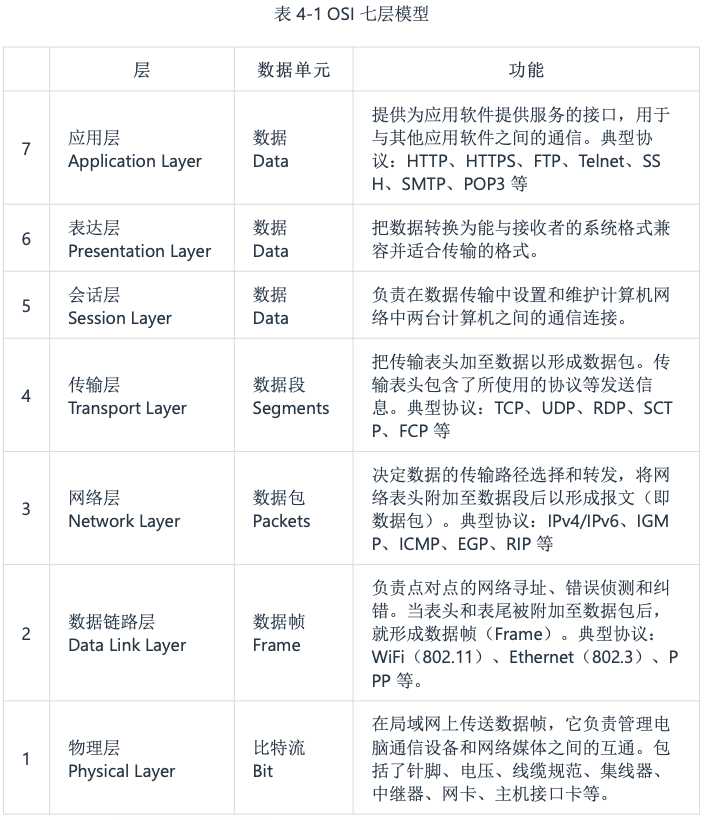 表 4-1 OSI 七层模型
层
数据单元
功能
7
应用层
Application Layer
数据
Data
提供为应用软件提供服务的接口，用于
与其他应用软件之间的通信。典型协
议：HTTP、HTTPS、FTP、Telnet、SS
H、SMTP、POP3 等
6
表达层
Presentation Layer
数据
Data
把数据转换为能与接收者的系统格式兼
容并适合传输的格式。
5
会话层
Session Layer
数据
Data
负责在数据传输中设置和维护计算机网
络中两台计算机之间的通信连接。
4
传输层
Transport Layer
数据段
Segments
把传输表头加至数据以形成数据包。传
输表头包含了所使用的协议等发送信
息。典型协议：TCP、UDP、RDP、SCT
P、FCP 等
3
网络层
Network Layer
数据包
Packets
决定数据的传输路径选择和转发，将网
络表头附加至数据段后以形成报文（即
数据包）。典型协议：IPv4/IPv6、IGM
P、ICMP、EGP、RIP 等
2
数据链路层
Data Link Layer
数据帧
Frame
负责点对点的网络寻址、错误侦测和纠
错。当表头和表尾被附加至数据包后，
就形成数据帧（Frame）。典型协议：
WiFi（802.11）、Ethernet（802.3）、P
PP 等。
1
物理层
Physical Layer
比特流
Bit
在局域网上传送数据帧，它负责管理电
脑通信设备和网络媒体之间的互通。包
括了针脚、电压、线缆规范、集线器、
中继器、网卡、主机接口卡等。